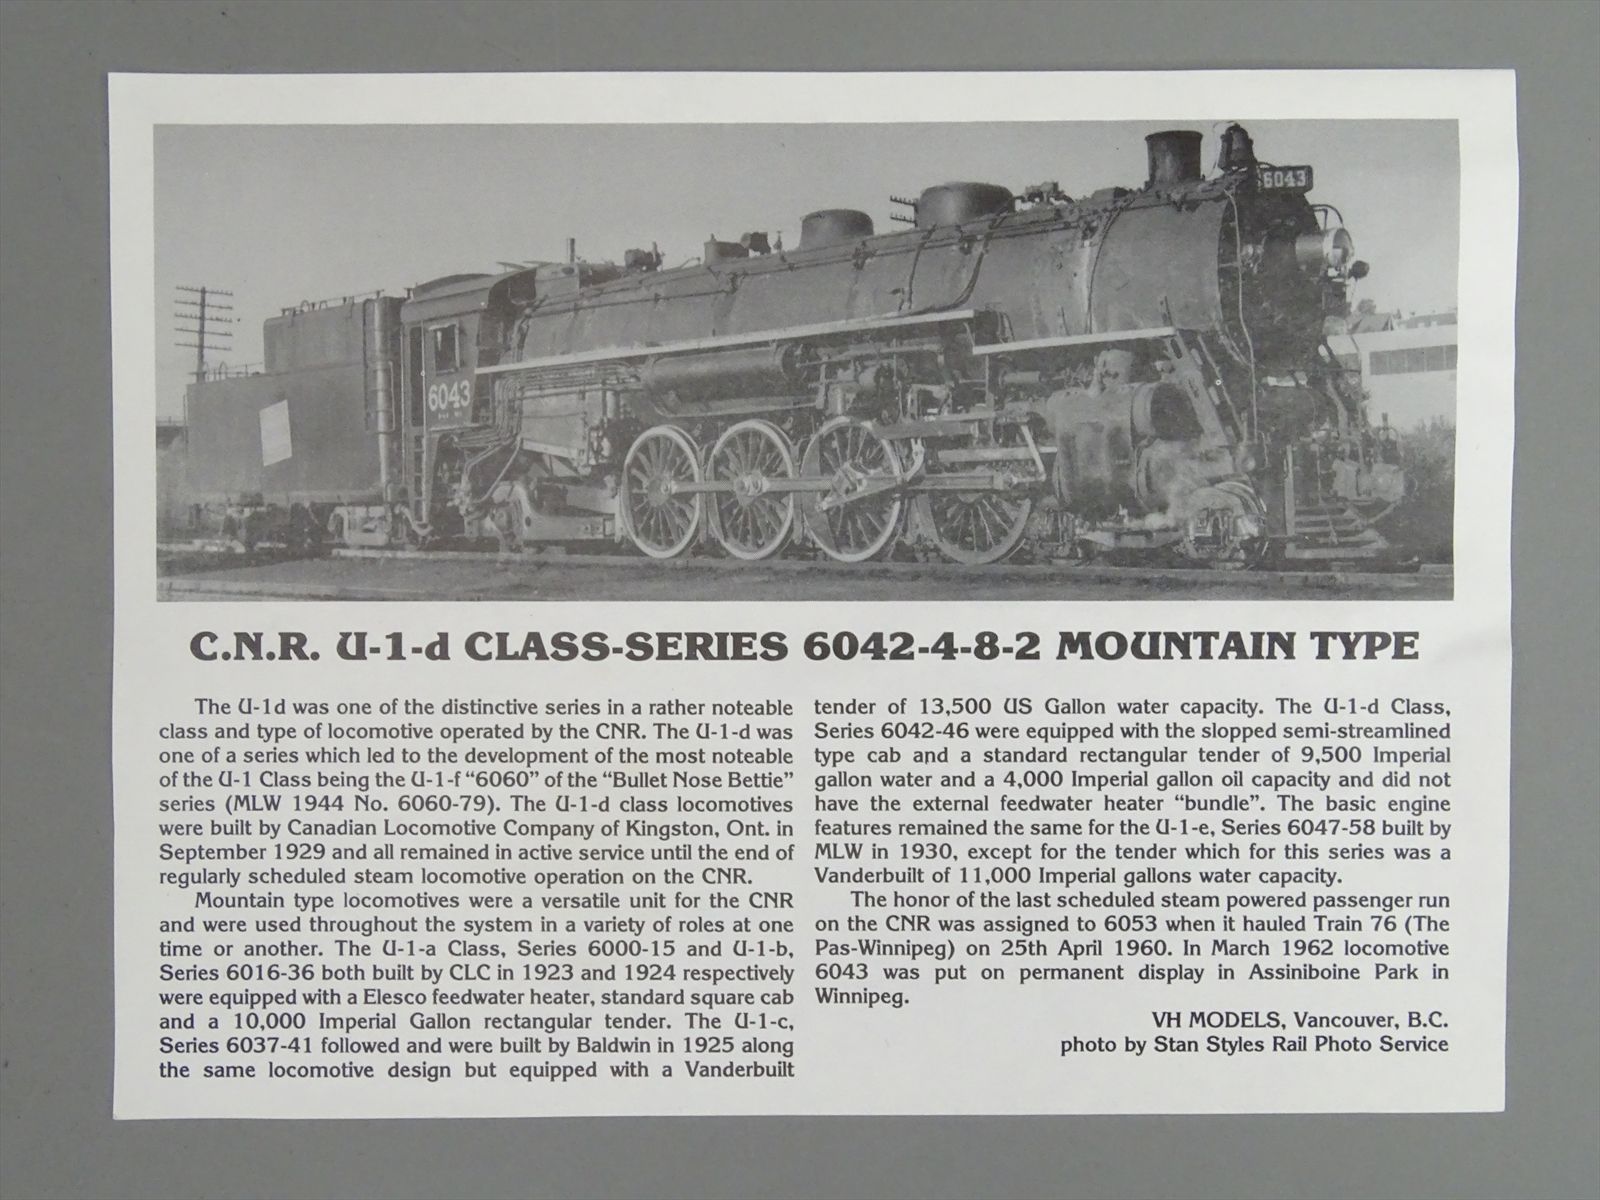 6043
6043
C.N.R. U-1-d CLASS-SERIES 6042-4-8-2 MOUNTAIN TYPE
The U-1d was one of the distinctive series in a rather noteable
class and type of locomotive operated by the CNR. The U-1-d was
one of a series which led to the development of the most noteable
of the U-1 Class being the U-1-f "6060" of the "Bullet Nose Bettie"
series (MLW 1944 No. 6060-79). The U-1-d class locomotives
were built by Canadian Locomotive Company of Kingston, Ont. in
September 1929 and all remained in active service until the end of
regularly scheduled steam locomotive operation on the CNR.
Mountain type locomotives were a versatile unit for the CNR
and were used throughout the system in a variety of roles at one
time or another. The U-1-a Class, Series 6000-15 and U-1-b,
Series 6016-36 both built by CLC in 1923 and 1924 respectively
were equipped with a Elesco feedwater heater, standard square cab
and a 10,000 Imperial Gallon rectangular tender. The U-1-c,
Series 6037-41 followed and were built by Baldwin in 1925 along
the same locomotive design but equipped with a Vanderbuilt
tender of 13,500 US Gallon water capacity. The U-1-d Class,
Series 6042-46 were equipped with the slopped semi-streamlined
type cab and a standard rectangular tender of 9,500 Imperial
gallon water and a 4,000 Imperial gallon oil capacity and did not
have the external feedwater heater "bundle". The basic engine
features remained the same for the U-1-e, Series 6047-58 built by
MLW in 1930, except for the tender which for this series was a
Vanderbuilt of 11,000 Imperial gallons water capacity.
The honor of the last scheduled steam powered passenger run
on the CNR was assigned to 6053 when it hauled Train 76 (The
Pas-Winnipeg) on 25th April 1960. In March 1962 locomotive
6043 was put on permanent display in Assiniboine Park in
Winnipeg.
VH MODELS, Vancouver, B.C.
photo by Stan Styles Rail Photo Service